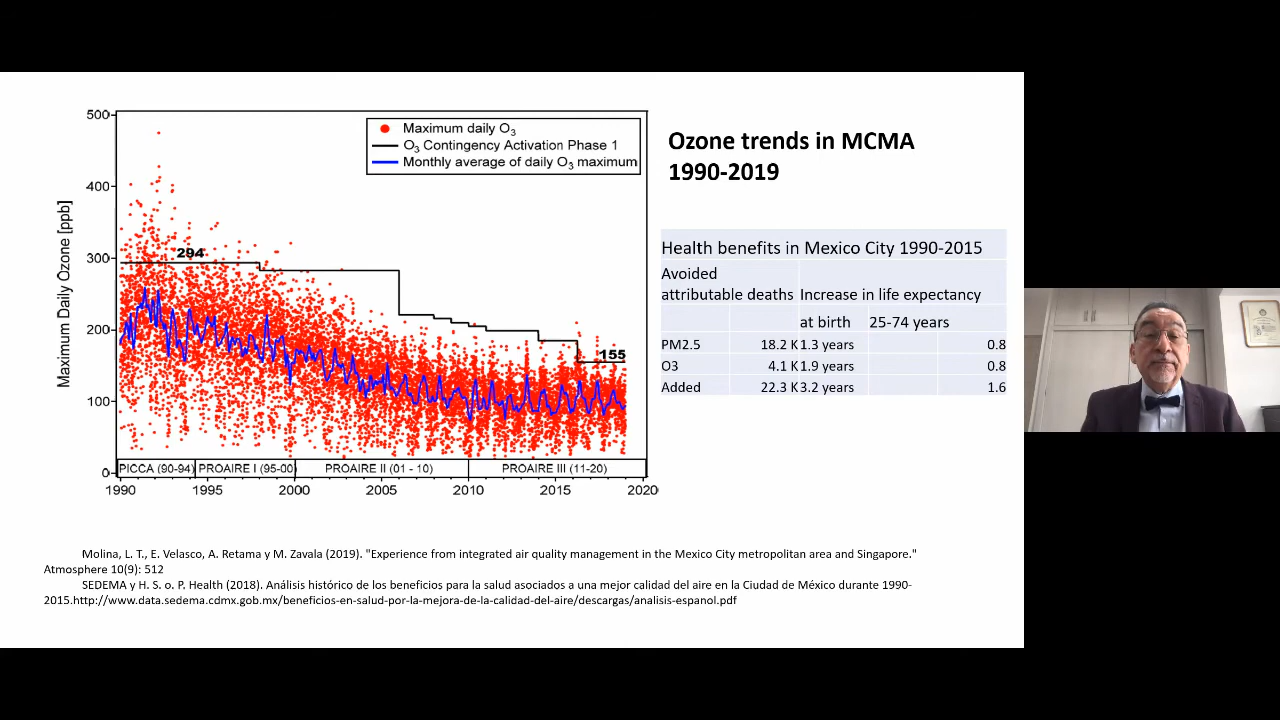 500
400
300
200
100
0
Maximum Daily Ozone [ppb]
Maximum daily O3
O3 Contingency Activation Phase 1
Monthly average of daily O3 maximum
294
155
PICCA (90-94) PROAIRE I (95-00) PROAIRE II (01 - 10) PROAIRE III (11-20)
1990 1995 2000 2005 2010 2015 2020
Ozone trends in MCMA
1990-2019
Health benefits in Mexico City 1990-2015
Avoided
attributable deaths Increase in life expectancy
at birth 25-74 years
PM2.5 18.2 K 1.3 years 0.8
O3 4.1 K 1.9 years 0.8
Added 22.3 K 3.2 years 1.6
Molina, L. T., E. Velasco, A. Retama y M. Zavala (2019). "Experience from integrated air quality management in the Mexico City metropolitan area and Singapore."
Atmosphere 10(9): 512
SEDEMA y H. S. o. P. Health (2018). Análisis histórico de los beneficios para la salud asociados a una mejor calidad del aire en la Ciudad de México durante 1990-
2015.http://www.data.sedema.cdmx.gob.mx/beneficios-en-salud-por-la-mejora-de-la-calidad-del-aire/descargas/analisis-espanol.pdf